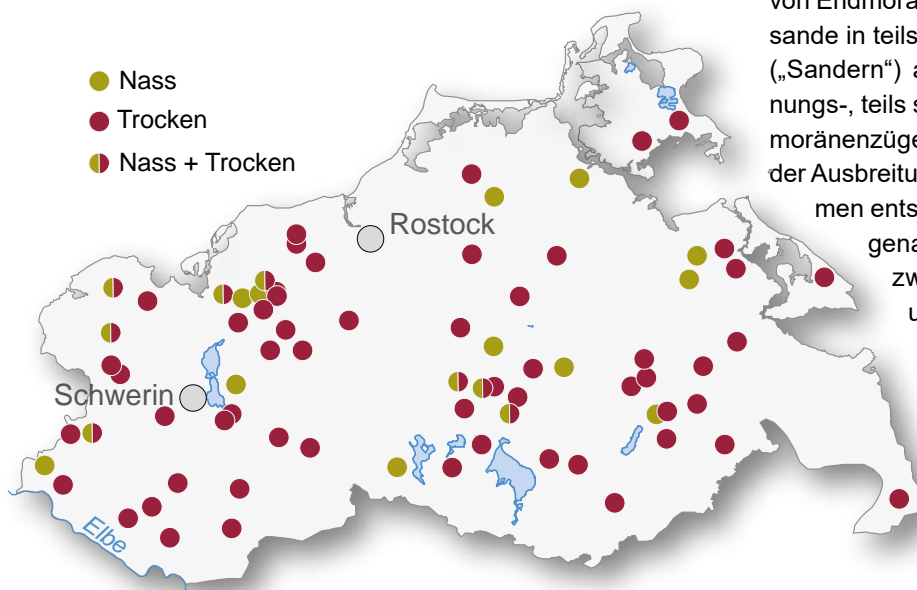 Nass
Trocken
Nass + Trocken
Rostock
Schwerin
Elbe
sande in teils
(„Sandern“) a
nungs-, teils s
moränenzüge
der Ausbreitu
men ents
gena
zw
u